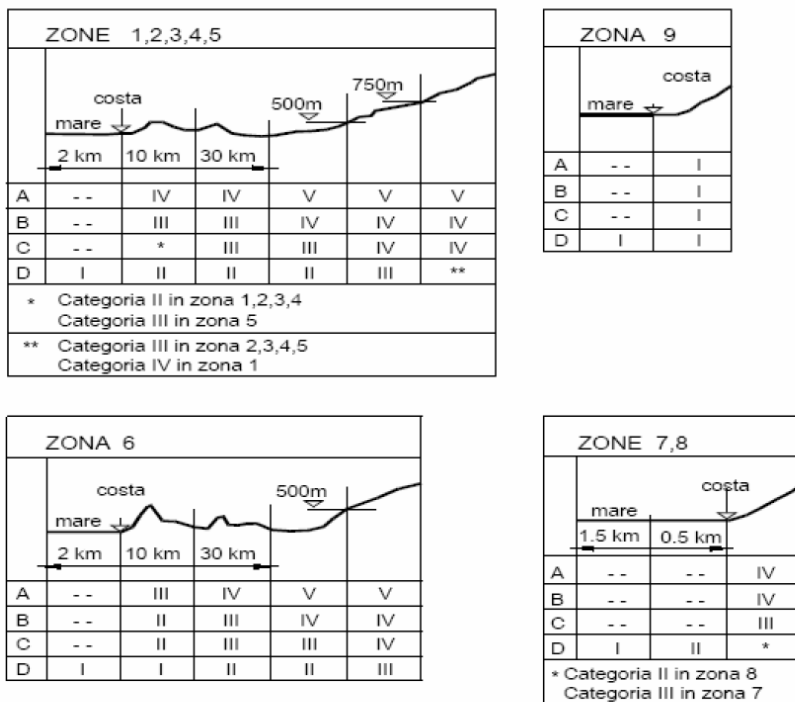 ZONE 1,2,3,4,5
costa
500m
750m
mare
2 km 10 km 30 km
A -- IV IV V V V
B -- III III IV IV IV
C -- * III III IV IV
D I II II II III **
* Categoria II in zona 1,2,3,4
Categoria III in zona 5
** Categoria III in zona 2,3,4,5
Categoria IV in zona 1
ZONA 9
costa
mare
A -- I
B -- I
C -- I
D I I
ZONA 6
costa
500m
mare
2 km 10 km 30 km
A -- III IV V V
B -- II III IV IV
C -- II III III IV
D I I II II III
ZONE 7,8
costa
mare
1.5 km 0.5 km
A -- -- IV
B -- -- IV
C -- -- III
D I II *
* Categoria II in zona 8
Categoria III in zona 7